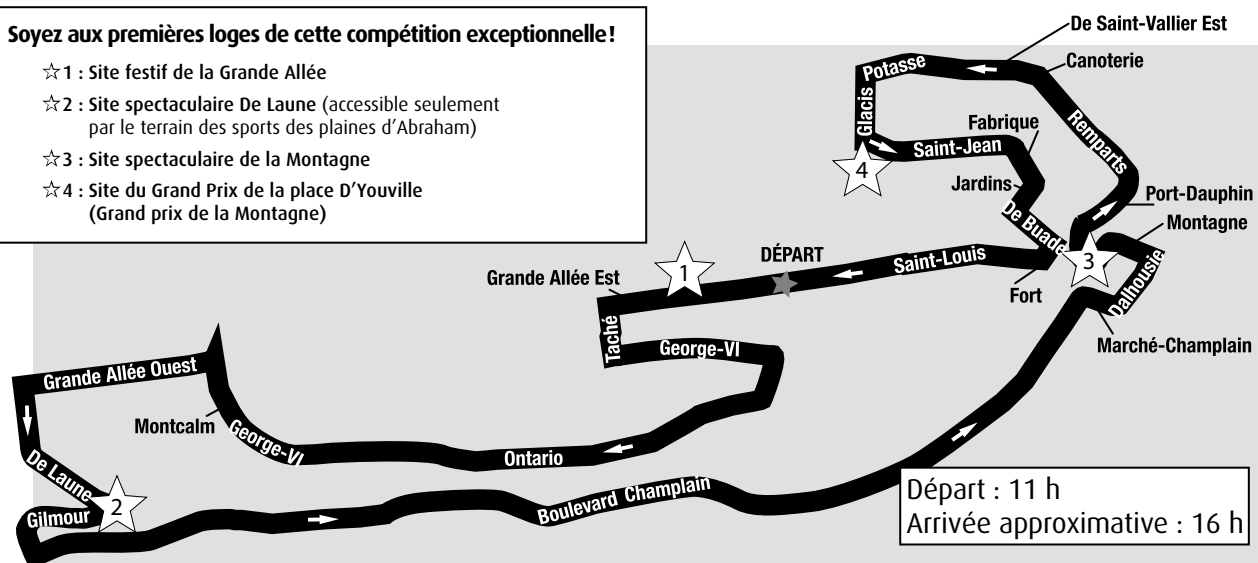 Soyez aux premières loges de cette compétition exceptionnelle!
☆1 : Site festif de la Grande Allée
☆2 : Site spectaculaire De Laune (accessible seulement
par le terrain des sports des plaines d'Abraham)
☆3 : Site spectaculaire de la Montagne
☆4 : Site du Grand Prix de la place D'Youville
(Grand prix de la Montagne)
De Saint-Vallier Est
Canoterie
Potasse
Glacis
Remparts
Fabrique
Saint-Jean
4
Jardins
Port-Dauphin
De Buade
Montagne
3
Dalhousie
DÉPART
Saint-Louis
1
Grande Allée Est
Fort
Marché-Champlain
Taché
George-VI
Grande Allée Ouest
Montcalm
George-VI
Ontario
De Laune
2
Gilmour
Boulevard Champlain
Départ : 11 h
Arrivée approximative : 16 h